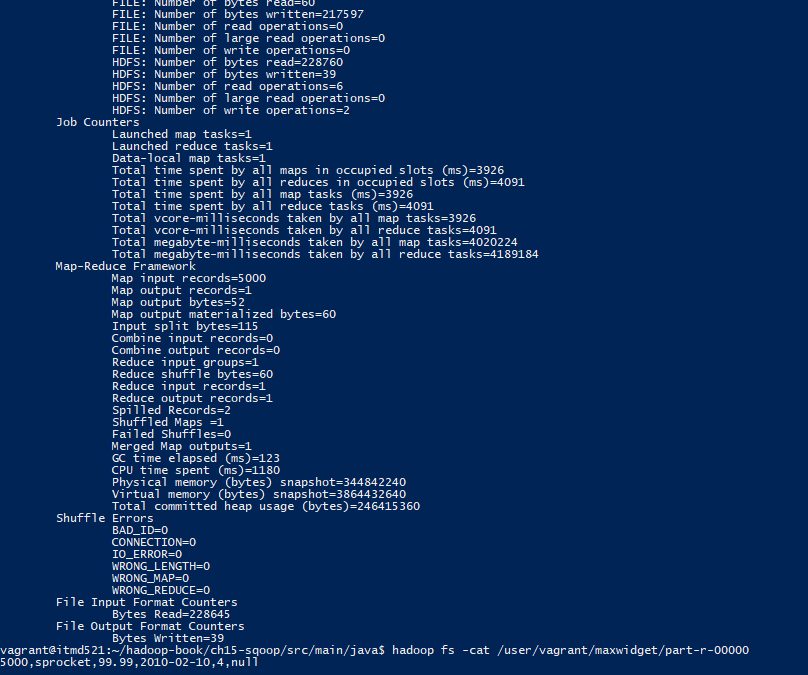 FILE: Number of bytes read=60
FILE: Number of bytes written=217597
FILE: Number of read operations=0
FILE: Number of large read operations=0
FILE: Number of write operations=0
HDFS: Number of bytes read=228760
HDFS: Number of bytes written=39
HDFS: Number of read operations=6
HDFS: Number of large read operations=0
HDFS: Number of write operations=2
Job Counters
Launched map tasks=1
Launched reduce tasks=1
Data-local map tasks=1
Total time spent by all maps in occupied slots (ms)=3926
Total time spent by all reduces in occupied slots (ms)=4091
Total time spent by all map tasks (ms)=3926
Total time spent by all reduce tasks (ms)=4091
Total vcore-milliseconds taken by all map tasks=3926
Total vcore-milliseconds taken by all reduce tasks=4091
Total megabyte-milliseconds taken by all map tasks=4020224
Total megabyte-milliseconds taken by all reduce tasks=4189184
Map-Reduce Framework
Map input records=5000
Map output records=1
Map output bytes=52
Map output materialized bytes=60
Input split bytes=115
Combine input records=0
Combine output records=0
Reduce input groups=1
Reduce shuffle bytes=60
Reduce input records=1
Reduce output records=1
Spilled Records=2
Shuffled Maps =1
Failed Shuffles=0
Merged Map outputs=1
GC time elapsed (ms)=123
CPU time spent (ms)=1180
Physical memory (bytes) snapshot=344842240
Virtual memory (bytes) snapshot=3864432640
Total committed heap usage (bytes)=246415360
Shuffle Errors
BAD_ID=0
CONNECTION=0
IO_ERROR=0
WRONG_LENGTH=0
WRONG_MAP=0
WRONG_REDUCE=0
File Input Format Counters
Bytes Read=228645
File Output Format Counters
Bytes Written=39
vagrant@itmd521:~/hadoop-book/ch15-sqoop/src/main/java$ hadoop fs -cat /user/vagrant/maxwidget/part-r-00000
5000,sprocket,99.99,2010-02-10,4,null